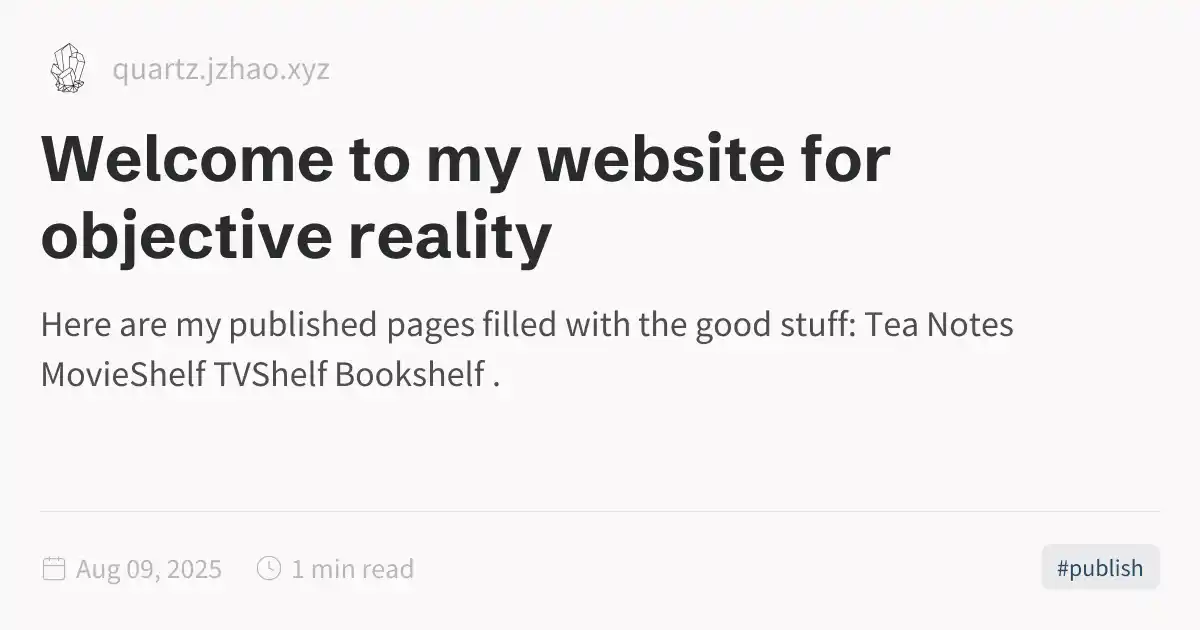 quartz.jzhao.xyz
Welcome to my website for
objective reality
Here are my published pages filled with the good stuff: Tea Notes
MovieShelf TVShelf Bookshelf .
Aug 09, 2025 1 min read #publish